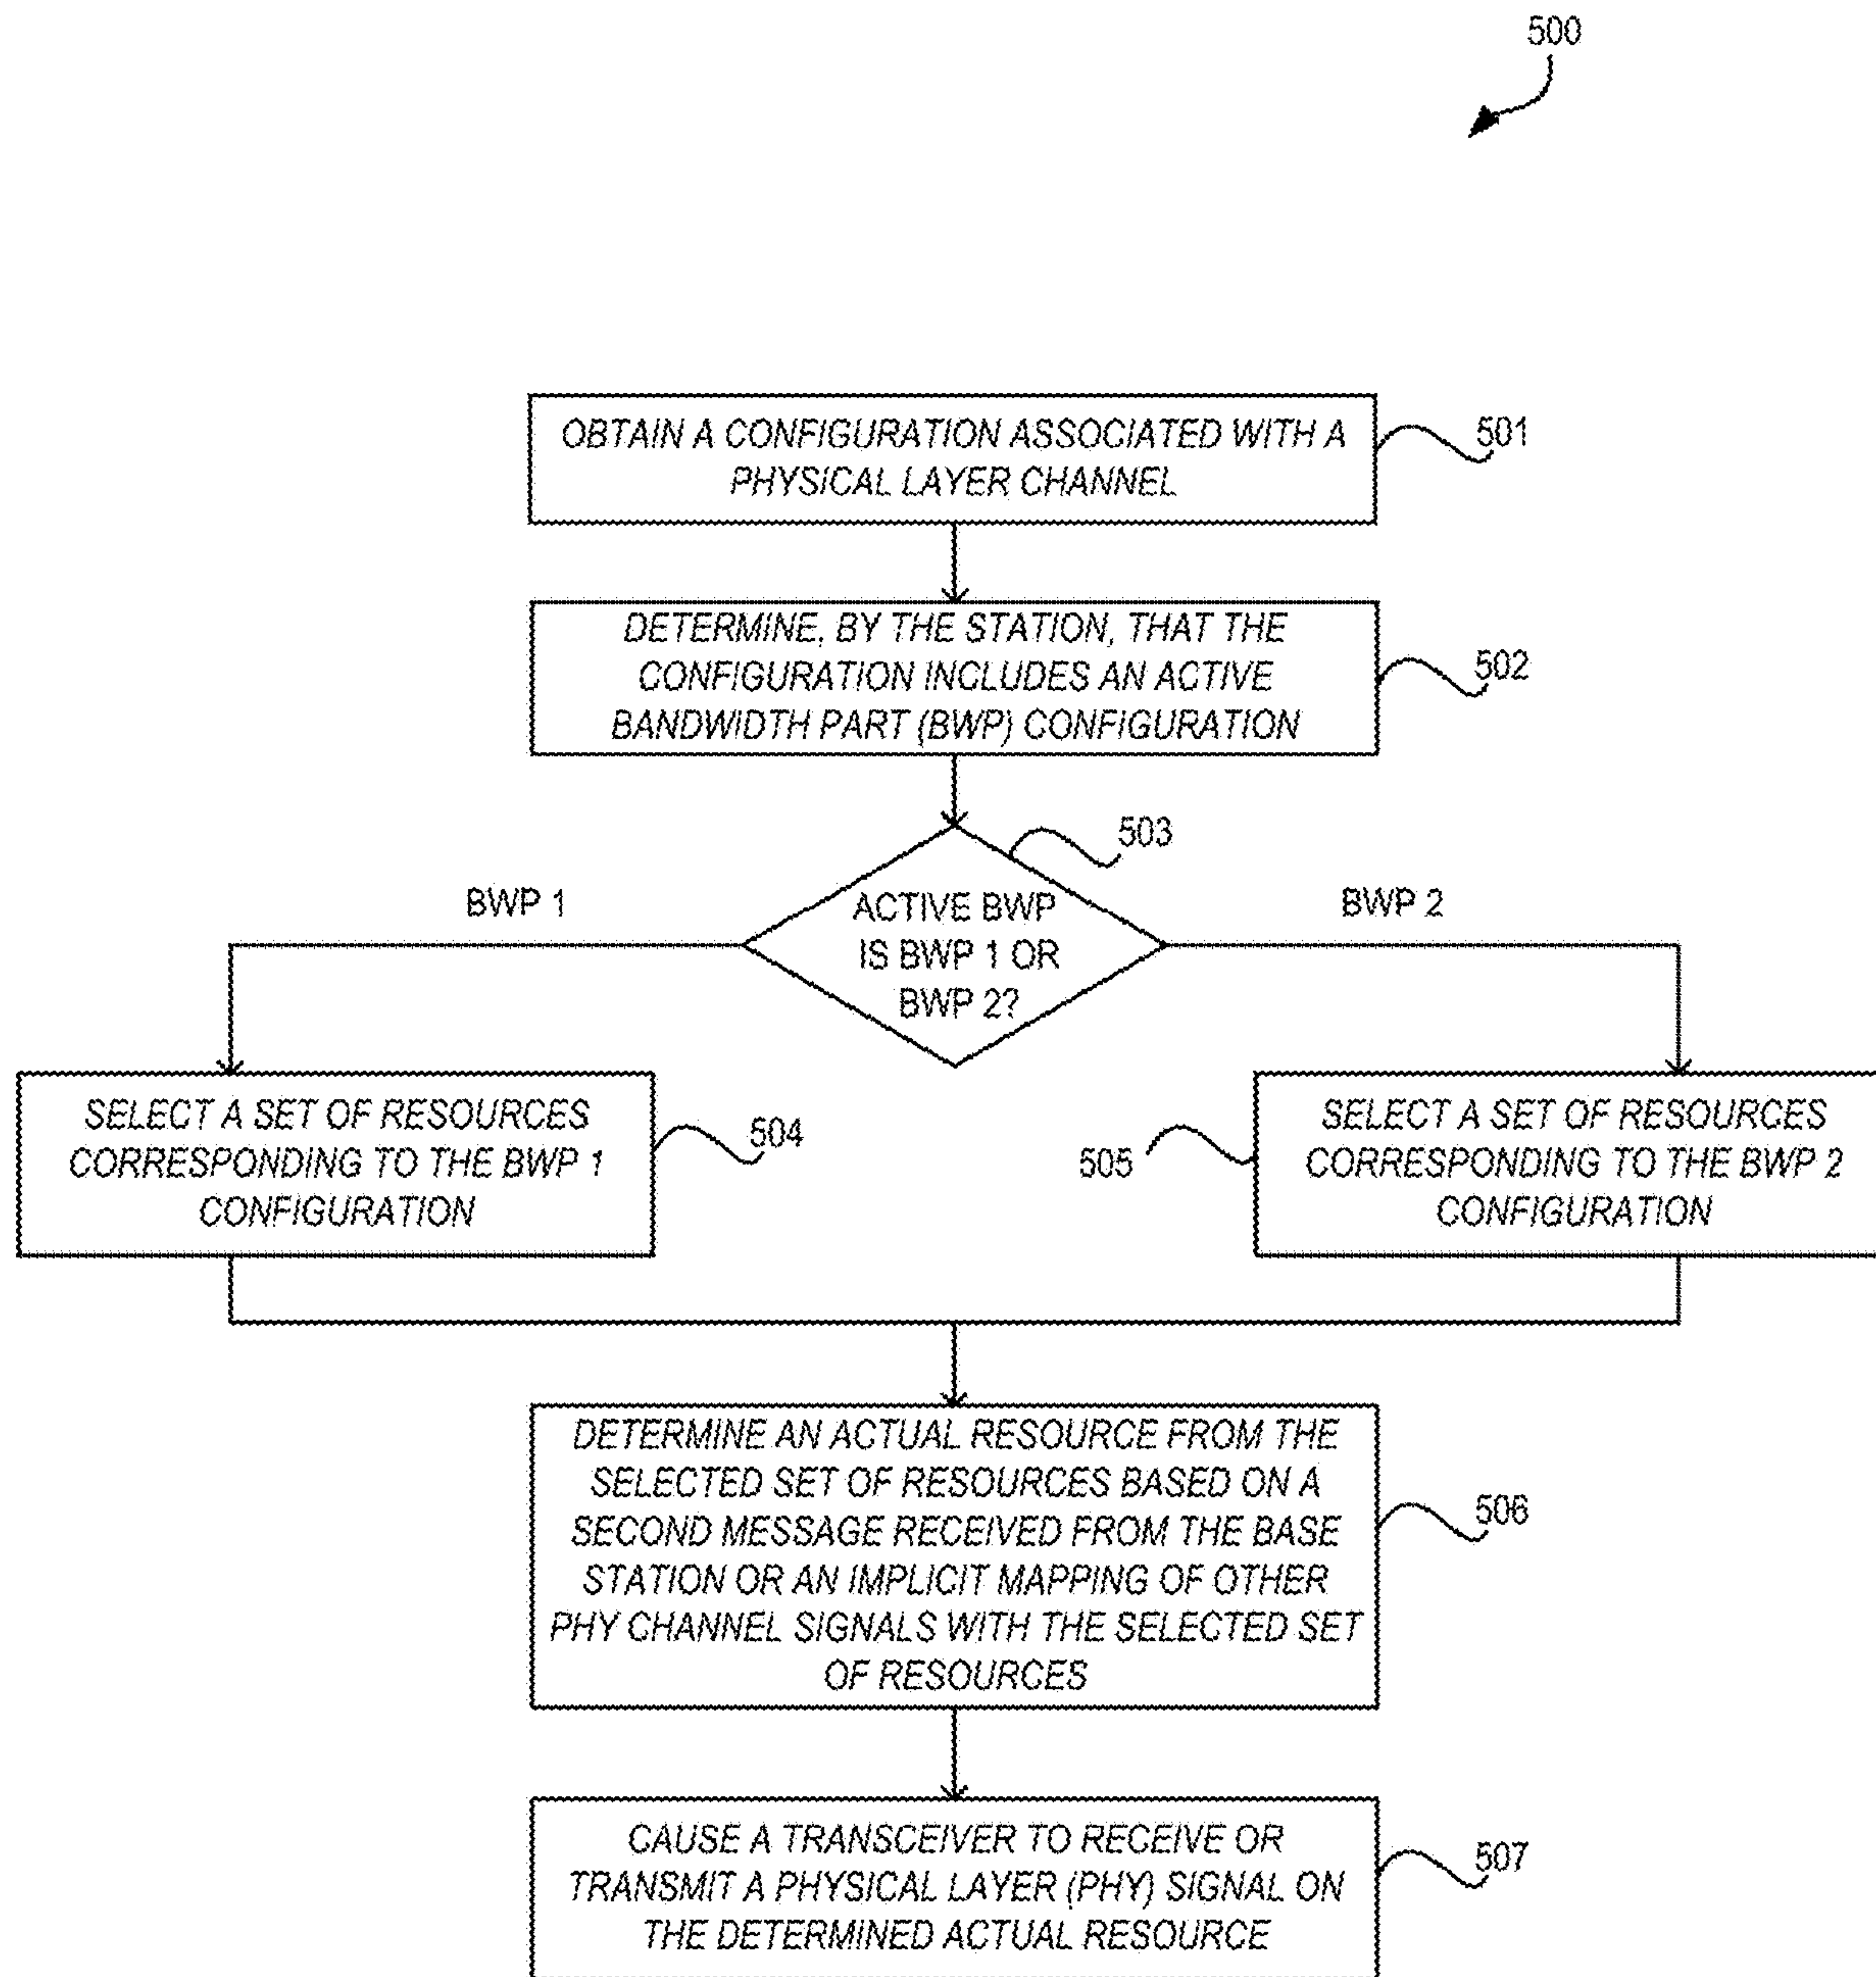 500
OBTAIN A CONFIGURATION ASSOCIATED WITH A
PHYSICAL LAYER CHANNEL
501
DETERMINE, BY THE STATION, THAT THE
CONFIGURATION INCLUDES AN ACTIVE
BANDWIDTH PART (BWP) CONFIGURATION
502
503
ACTIVE BWP
IS BWP 1 OR
BWP 2?
BWP 1
BWP 2
SELECT A SET OF RESOURCES
CORRESPONDING TO THE BWP 1
CONFIGURATION
504
505
SELECT A SET OF RESOURCES
CORRESPONDING TO THE BWP 2
CONFIGURATION
DETERMINE AN ACTUAL RESOURCE FROM THE
SELECTED SET OF RESOURCES BASED ON A
SECOND MESSAGE RECEIVED FROM THE BASE
STATION OR AN IMPLICIT MAPPING OF OTHER
PHY CHANNEL SIGNALS WITH THE SELECTED SET
OF RESOURCES
506
CAUSE A TRANSCEIVER TO RECEIVE OR
TRANSMIT A PHYSICAL LAYER (PHY) SIGNAL ON
THE DETERMINED ACTUAL RESOURCE
507